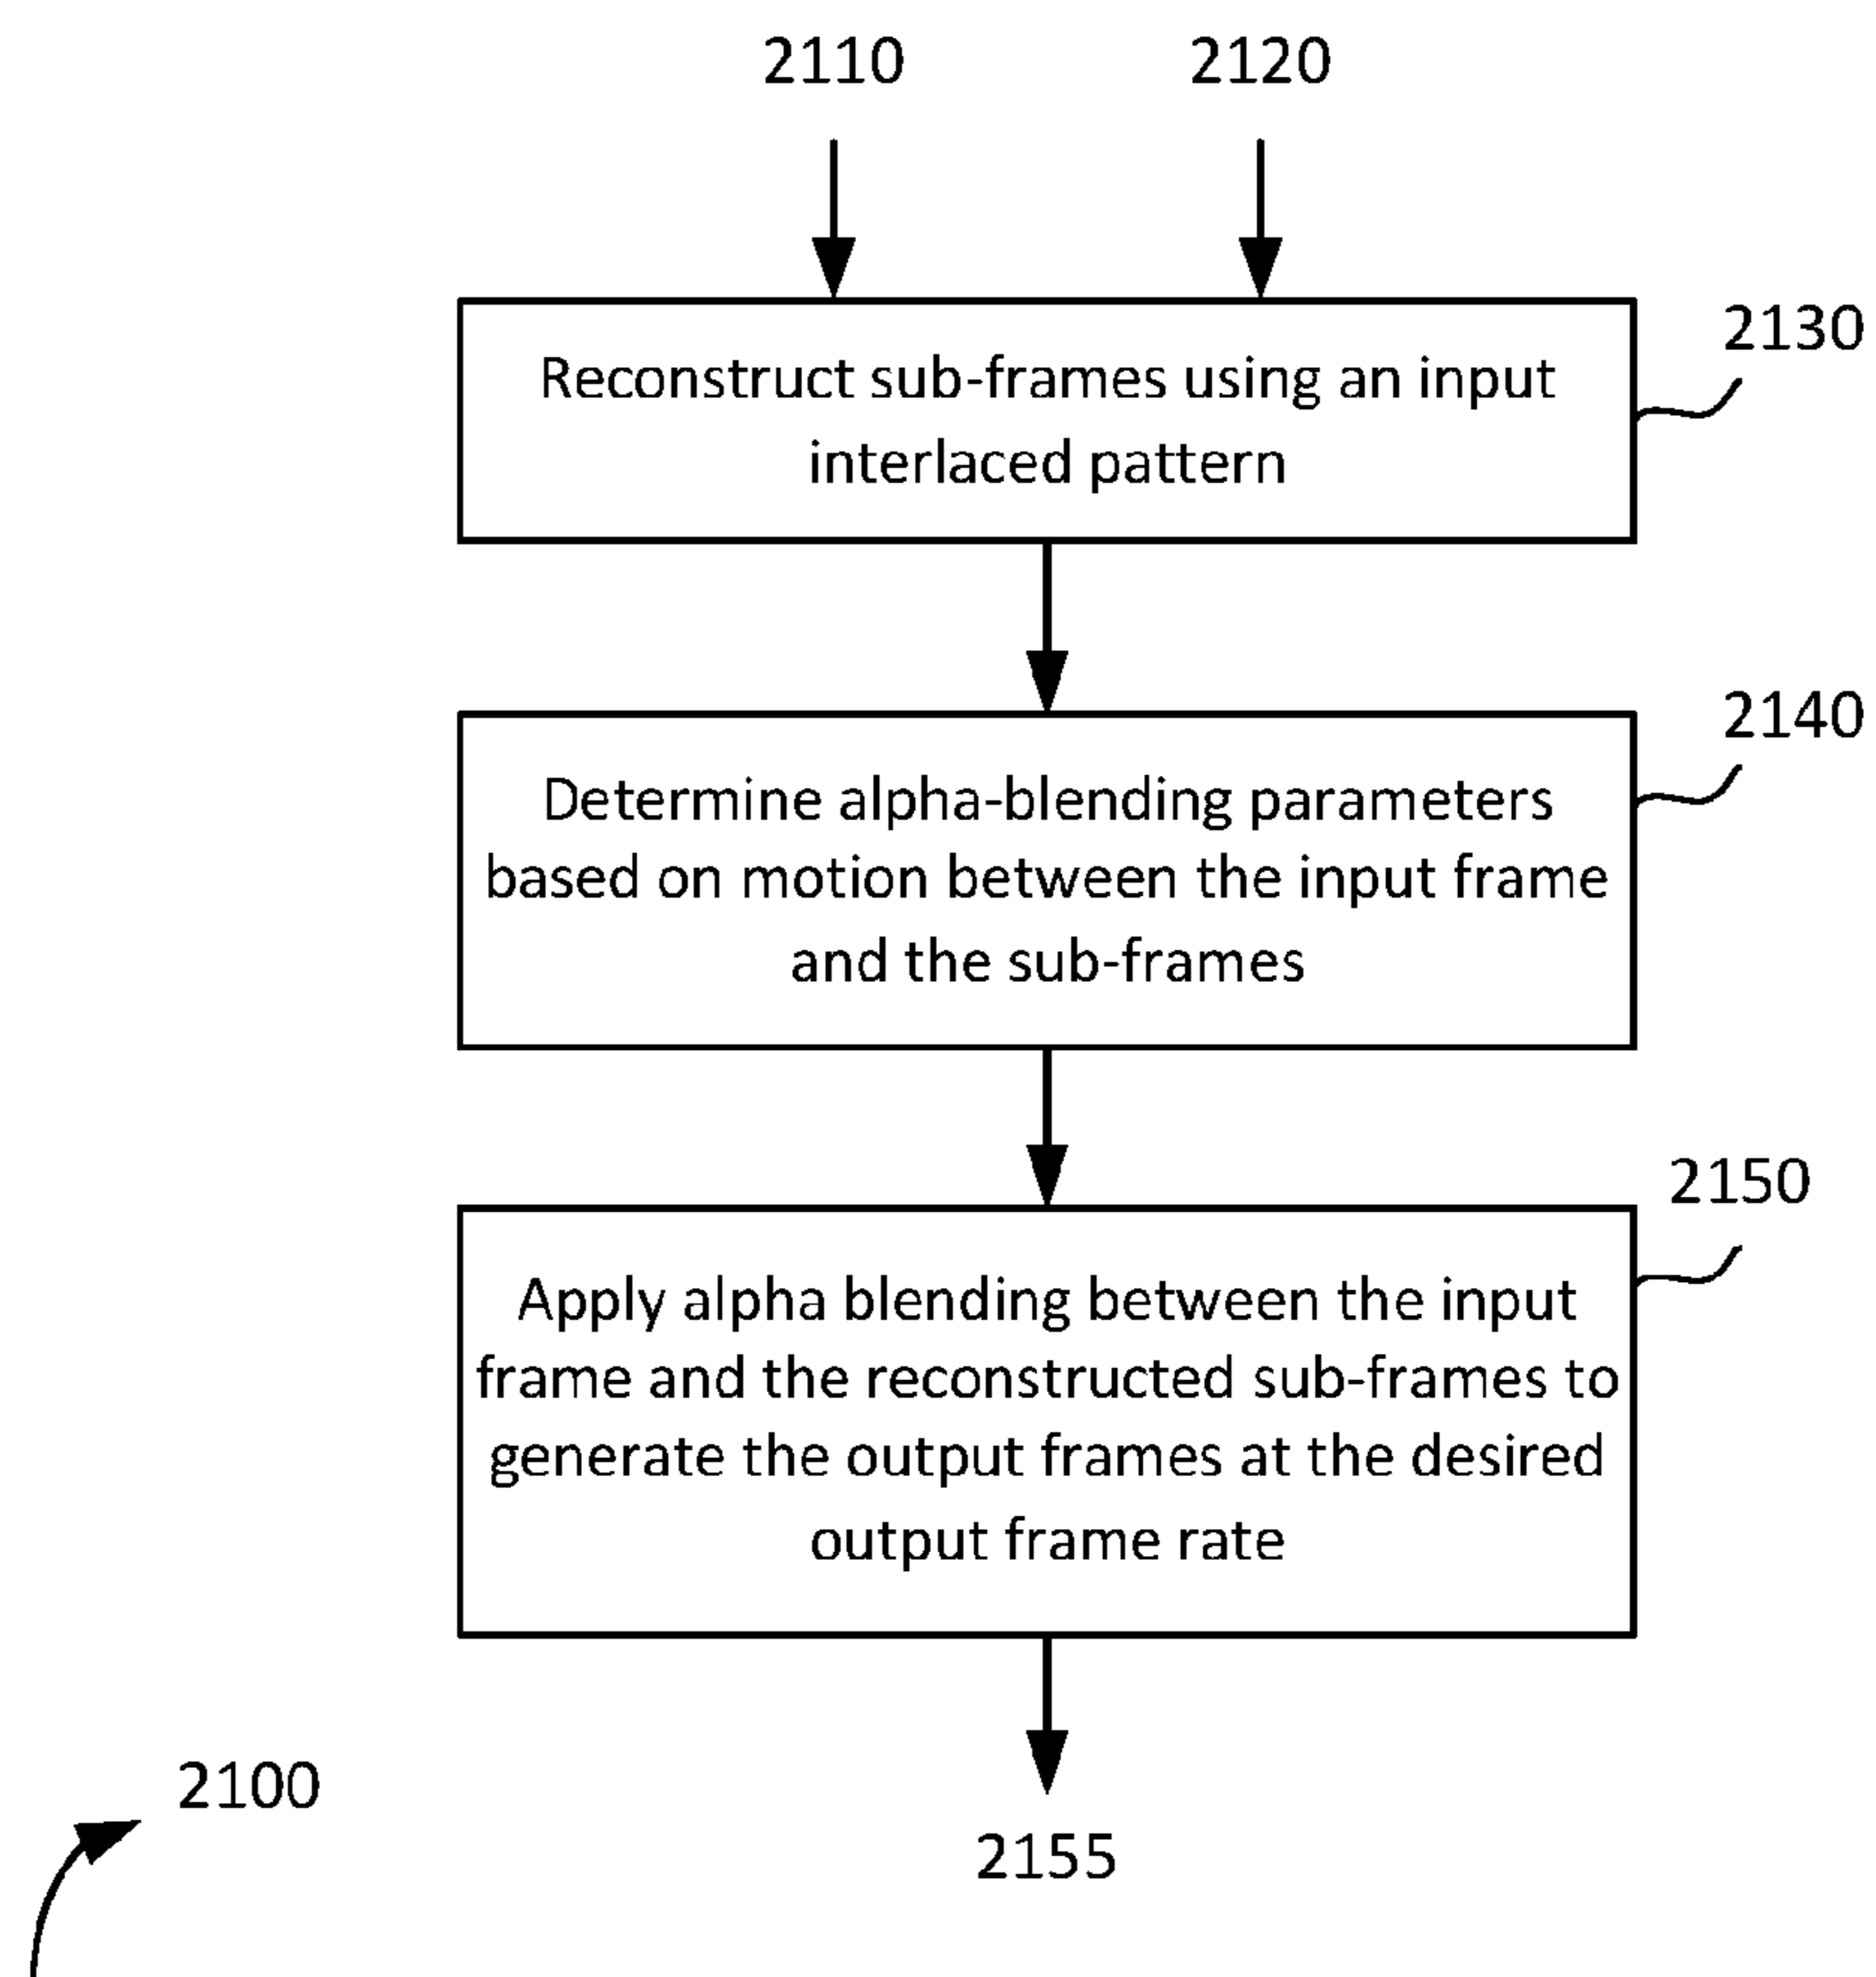 2110
2120
Reconstruct sub-frames using an input
interlaced pattern
2130
Determine alpha-blending parameters
based on motion between the input frame
and the sub-frames
2140
Apply alpha blending between the input
frame and the reconstructed sub-frames to
generate the output frames at the desired
output frame rate
2150
2100
2155